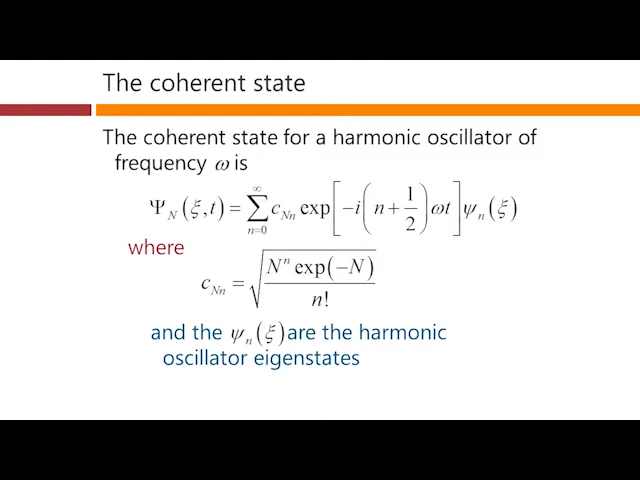 The coherent state
The coherent state for a harmonic oscillator of
frequency ω is
Ψ_N(ξ,t) = ∑_{n=0}^{∞} c_{Nn} exp[−i(n+1/2)ωt]ψ_n(ξ)
where
c_{Nn} = √(N^n exp(−N)/n!)
and the ψ_n(ξ) are the harmonic
oscillator eigenstates